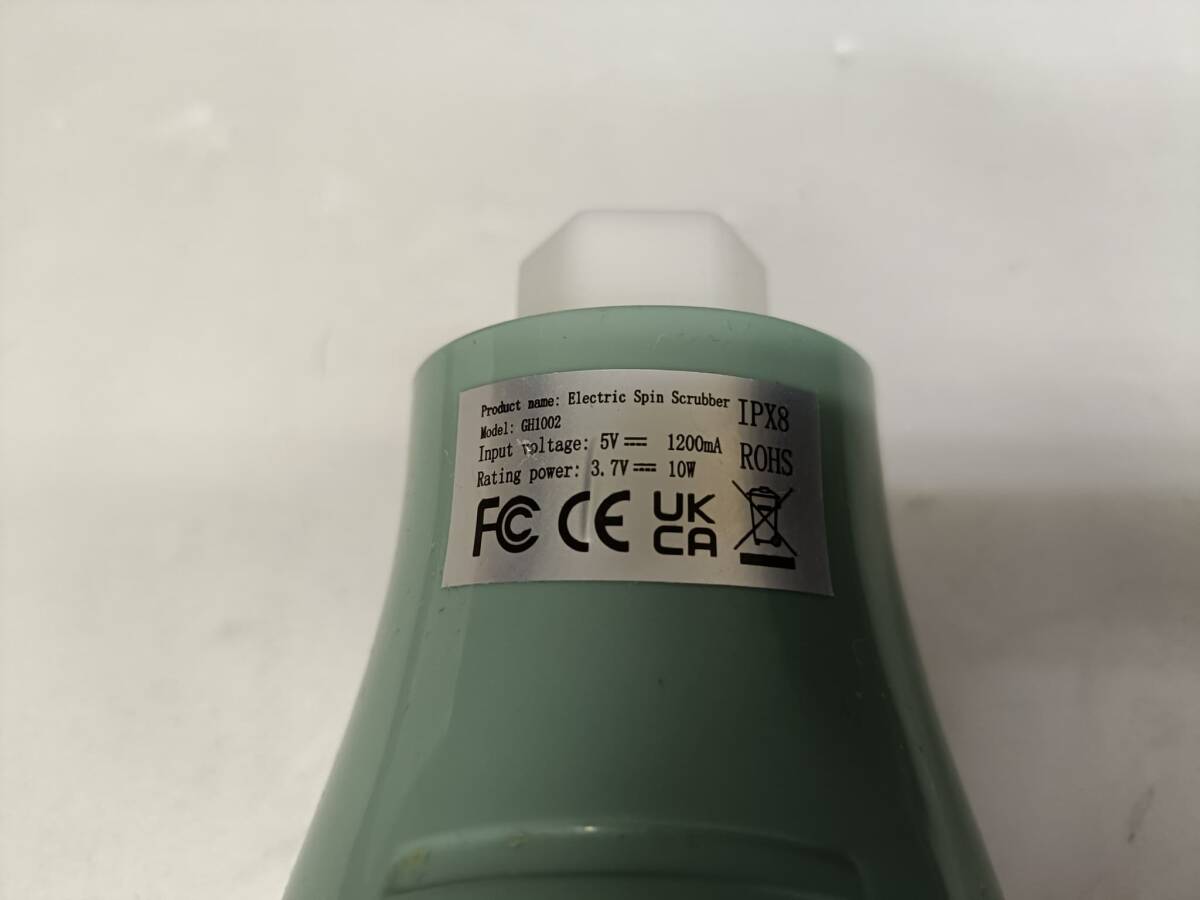 Product name: Electric Spin Scrubber
Model: GH1002
Input voltage: 5V⎓ 1200mA
Rating power: 3.7V⎓ 10W
IPX8
ROHS
FC CE UK
CA